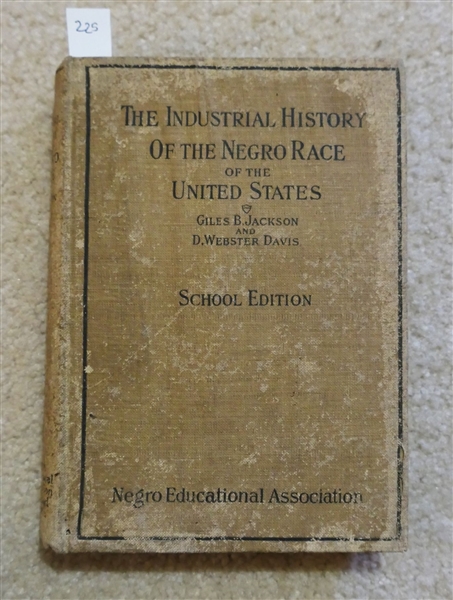 225
THE INDUSTRIAL HISTORY
OF THE NEGRO RACE
OF THE
UNITED STATES
GILES B. JACKSON
AND
D. WEBSTER DAVIS
SCHOOL EDITION
Negro Educational Association